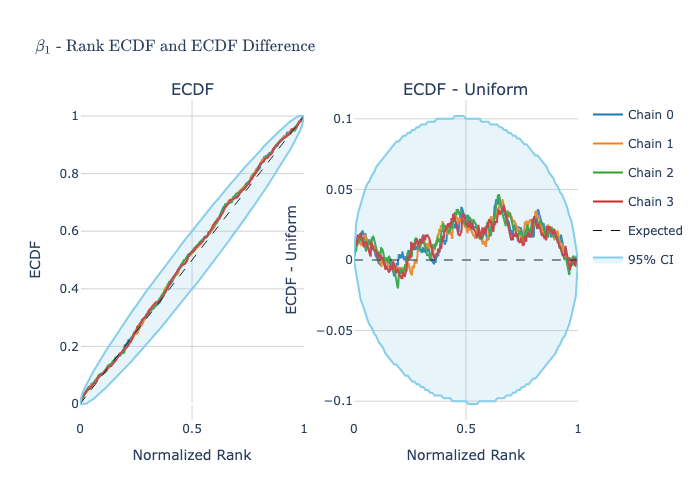 β₁ - Rank ECDF and ECDF Difference
ECDF
ECDF - Uniform
1
0.8
0.6
0.4
0.2
0
0
0.5
1
ECDF
Normalized Rank
0.1
0.05
0
−0.05
−0.1
0
0.5
1
ECDF - Uniform
Normalized Rank
Chain 0
Chain 1
Chain 2
Chain 3
Expected
95% CI